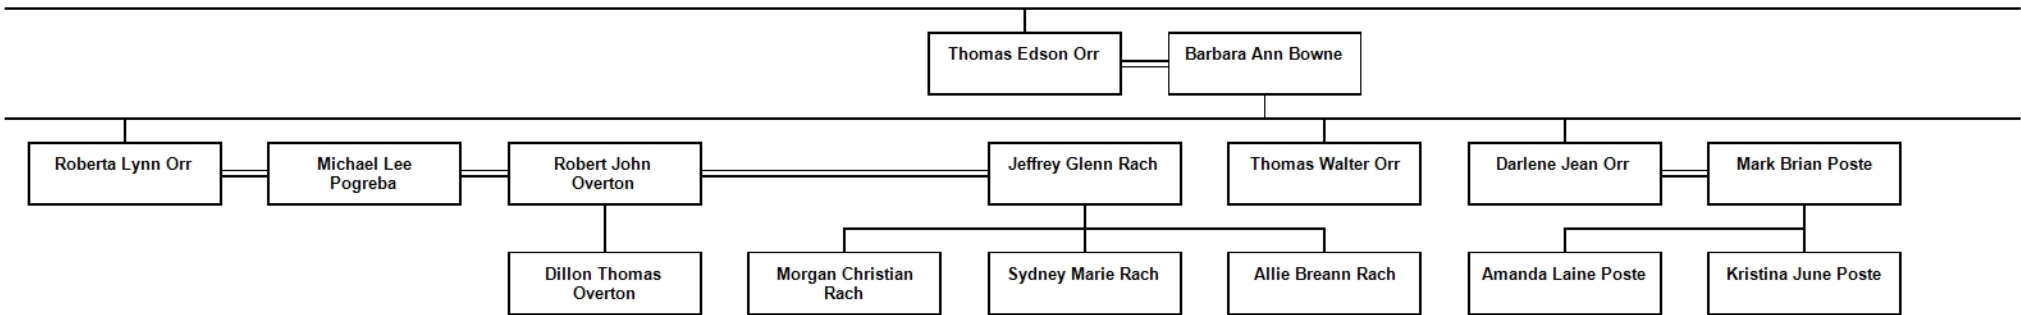 Thomas Edson Orr
Barbara Ann Bowne
Roberta Lynn Orr
Michael Lee
Pogreba
Robert John
Overton
Jeffrey Glenn Rach
Thomas Walter Orr
Darlene Jean Orr
Mark Brian Poste
Dillon Thomas
Overton
Morgan Christian
Rach
Sydney Marie Rach
Allie Breann Rach
Amanda Laine Poste
Kristina June Poste